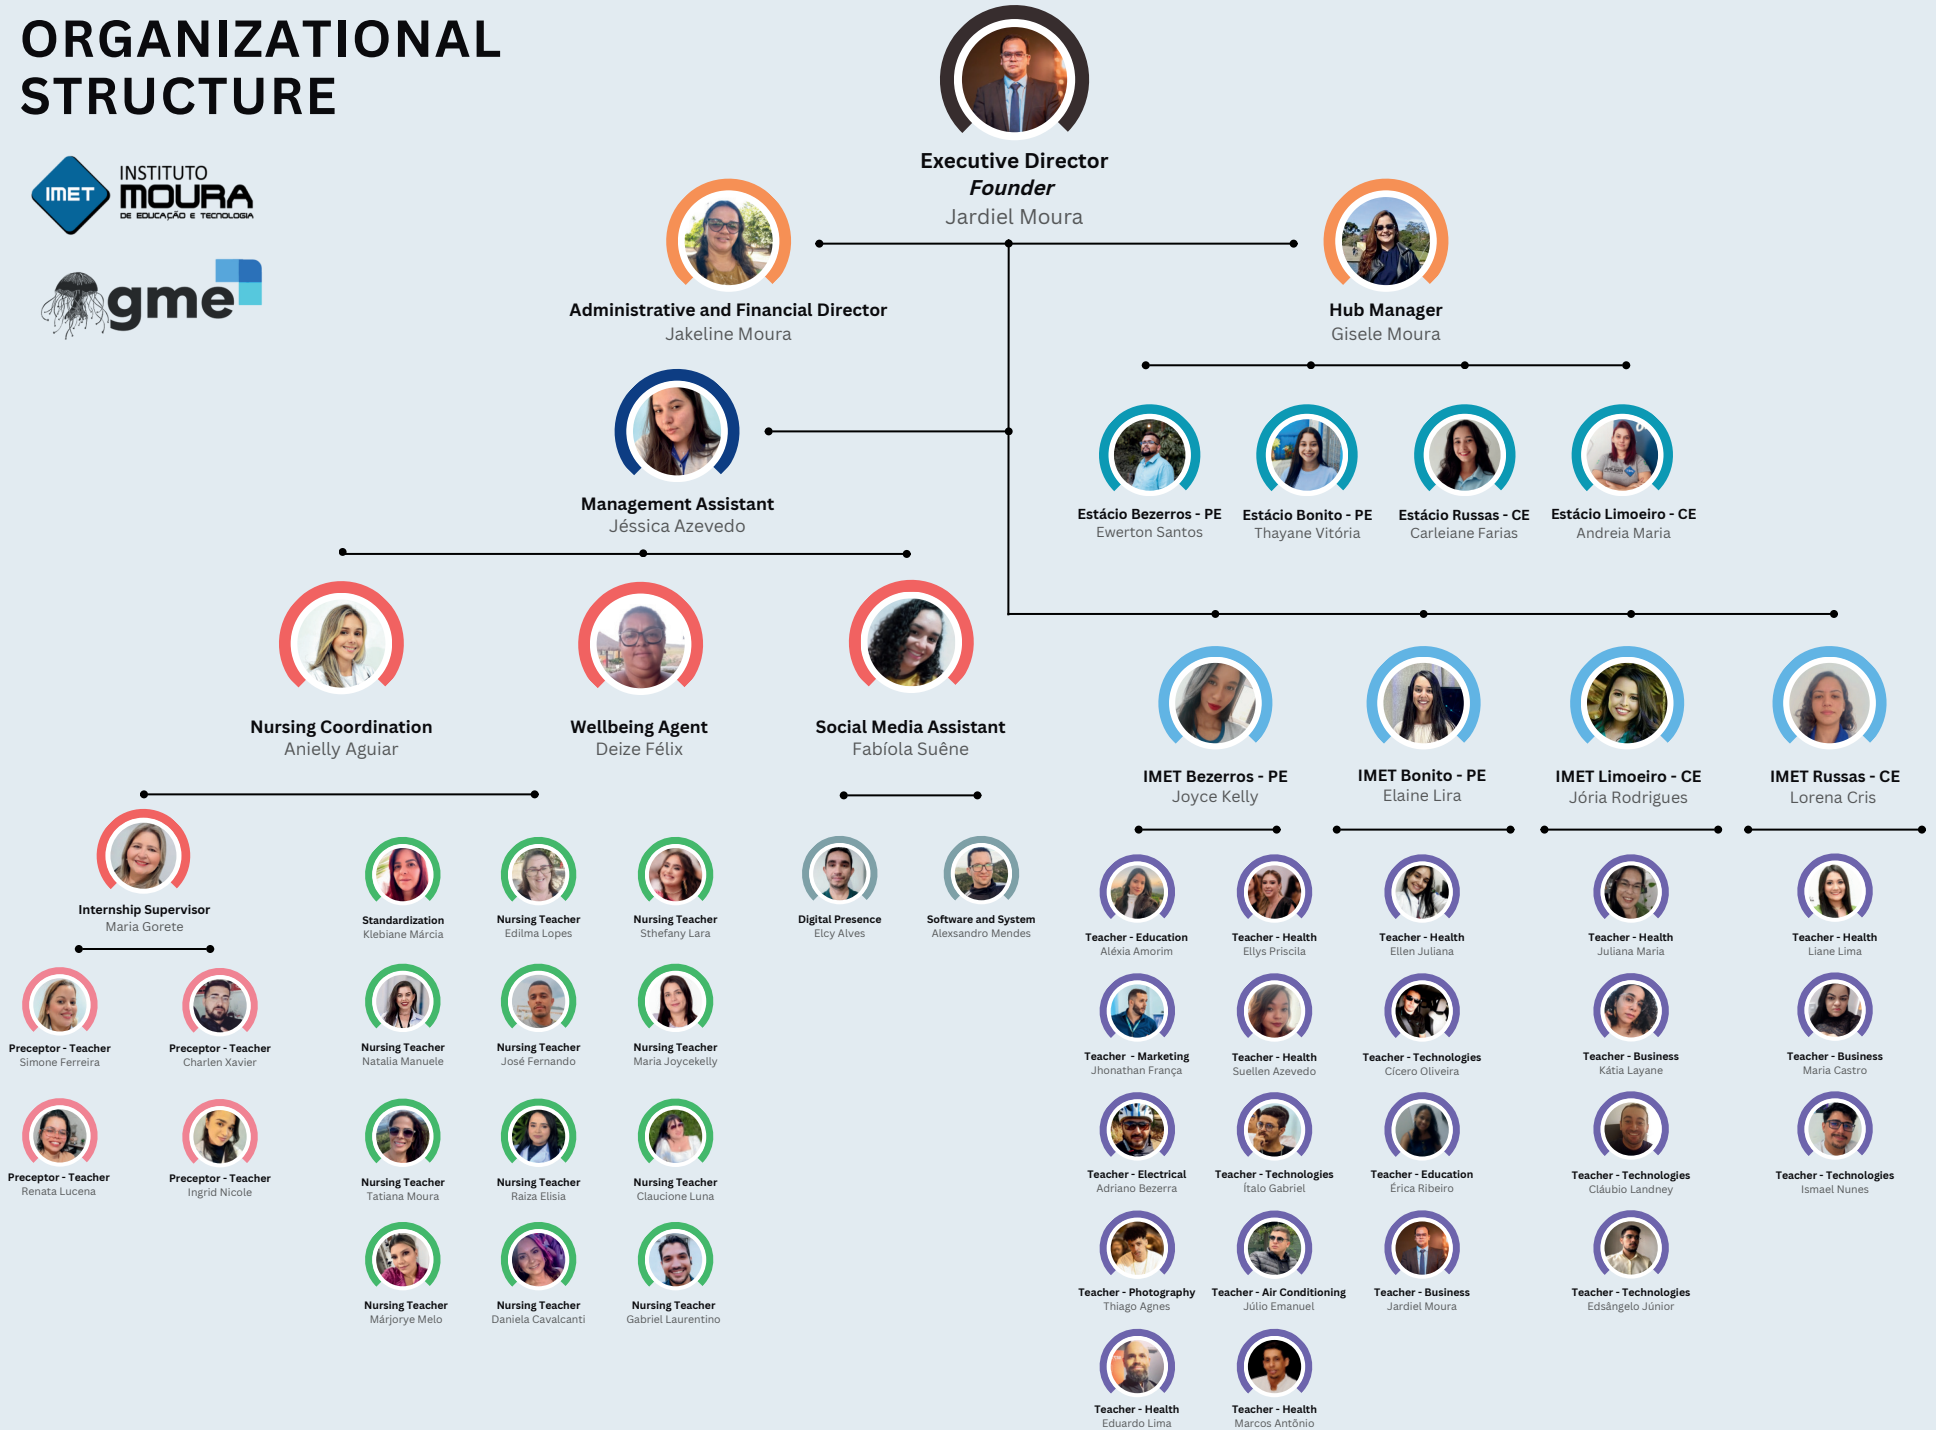 ORGANIZATIONAL
STRUCTURE
IMET
INSTITUTO
MOURA
DE EDUCAÇÃO E TECNOLOGIA
gme
Executive Director
Founder
Jardiel Moura
Administrative and Financial Director
Jakeline Moura
Hub Manager
Gisele Moura
Management Assistant
Jéssica Azevedo
Estácio Bezerros - PE
Ewerton Santos
Estácio Bonito - PE
Thayane Vitória
Estácio Russas - CE
Carleiane Farias
Estácio Limoeiro - CE
Andreia Maria
Nursing Coordination
Anielly Aguiar
Wellbeing Agent
Deize Félix
Social Media Assistant
Fabíola Suêne
IMET Bezerros - PE
Joyce Kelly
IMET Bonito - PE
Elaine Lira
IMET Limoeiro - CE
Jória Rodrigues
IMET Russas - CE
Lorena Cris
Internship Supervisor
Maria Gorete
Preceptor - Teacher
Simone Ferreira
Preceptor - Teacher
Charlen Xavier
Preceptor - Teacher
Renata Lucena
Preceptor - Teacher
Ingrid Nicole
Standardization
Klebiane Márcia
Nursing Teacher
Edilma Lopes
Nursing Teacher
Sthefany Lara
Nursing Teacher
Natalia Manuele
Nursing Teacher
José Fernando
Nursing Teacher
Maria Joycekelly
Nursing Teacher
Tatiana Moura
Nursing Teacher
Raiza Elisia
Nursing Teacher
Claucione Luna
Nursing Teacher
Márjorye Melo
Nursing Teacher
Daniela Cavalcanti
Nursing Teacher
Gabriel Laurentino
Digital Presence
Elcy Alves
Software and System
Alexsandro Mendes
Teacher - Education
Aléxia Amorim
Teacher - Health
Ellys Priscila
Teacher - Marketing
Jhonathan França
Teacher - Health
Suellen Azevedo
Teacher - Electrical
Adriano Bezerra
Teacher - Technologies
Ítalo Gabriel
Teacher - Photography
Thiago Agnes
Teacher - Air Conditioning
Júlio Emanuel
Teacher - Health
Eduardo Lima
Teacher - Health
Marcos Antônio
Teacher - Health
Ellen Juliana
Teacher - Technologies
Cícero Oliveira
Teacher - Education
Érica Ribeiro
Teacher - Business
Jardiel Moura
Teacher - Health
Juliana Maria
Teacher - Business
Kátia Layane
Teacher - Technologies
Cláubio Landney
Teacher - Technologies
Edsângelo Júnior
Teacher - Health
Liane Lima
Teacher - Business
Maria Castro
Teacher - Technologies
Ismael Nunes